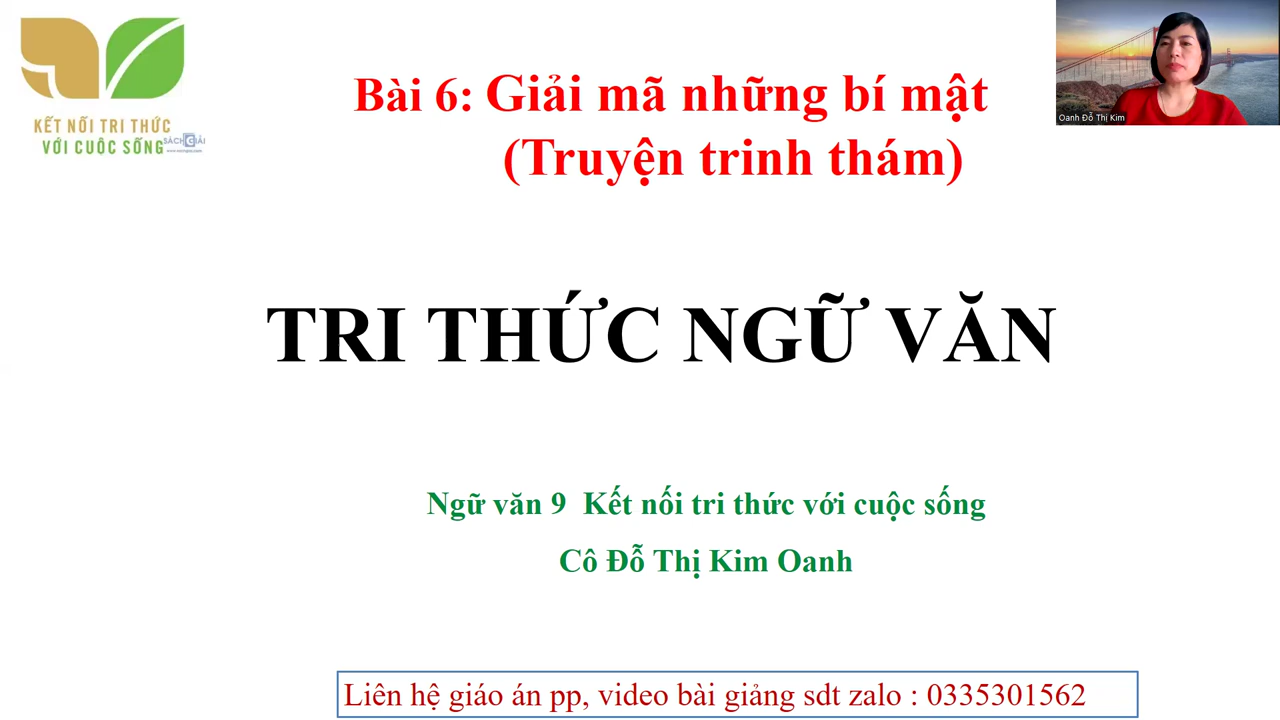 KẾT NỐI TRI THỨC
VỚI CUỘC SỐNG
SÁCH GIẢI
Oanh Đỗ Thị Kim
Bài 6: Giải mã những bí mật
(Truyện trinh thám)
TRI THỨC NGỮ VĂN
Ngữ văn 9 Kết nối tri thức với cuộc sống
Cô Đỗ Thị Kim Oanh
Liên hệ giáo án pp, video bài giảng sdt zalo : 0335301562